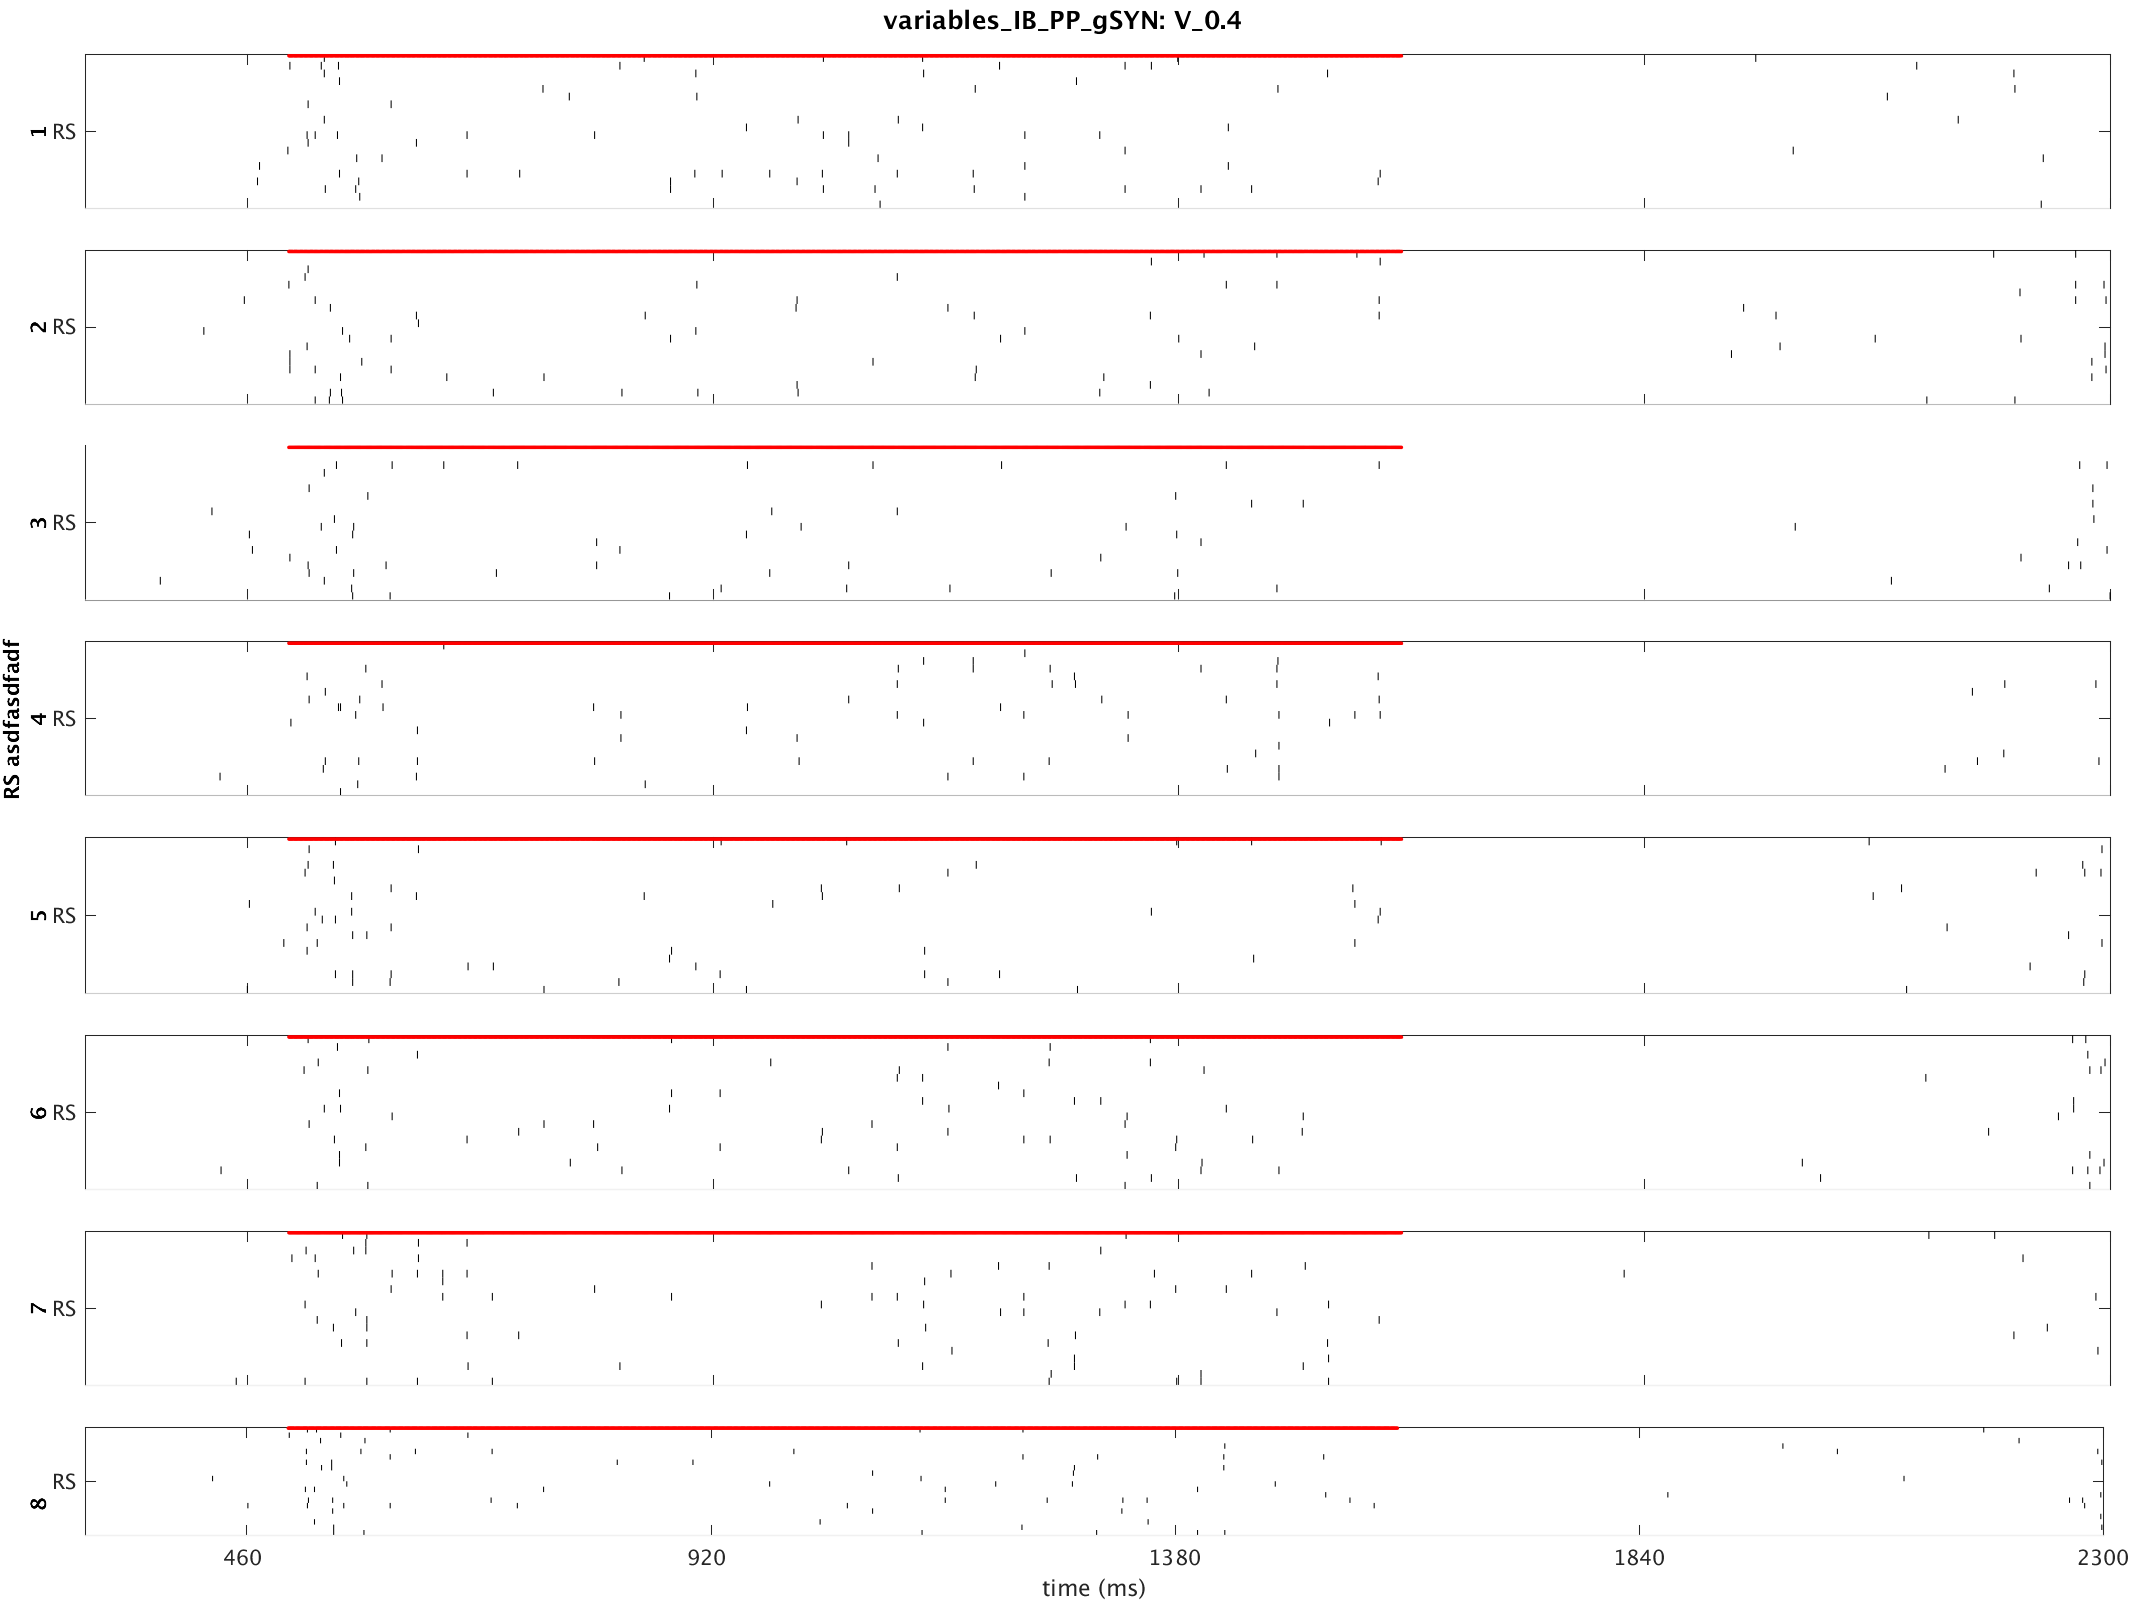 variables_IB_PP_gSYN: V_0.4
1 RS
2 RS
3 RS
RS asdfasdfadf
4 RS
5 RS
6 RS
7 RS
8 RS
460 920 1380 1840 2300
time (ms)